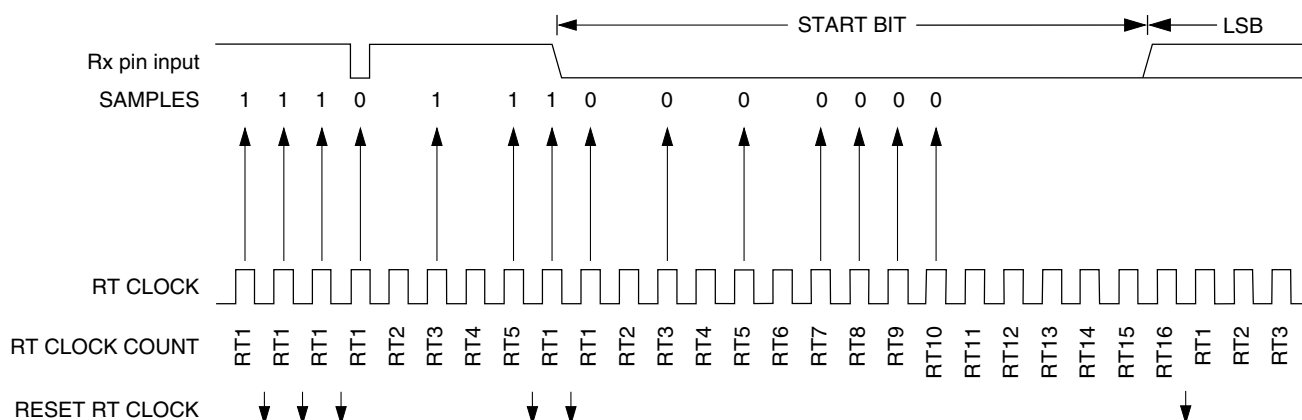 START BIT LSB
Rx pin input
SAMPLES 1 1 1 0 1 1 1 0 0 0 0 0 0 0
RT CLOCK
RT CLOCK COUNT RT1 RT1 RT1 RT1 RT2 RT3 RT4 RT5 RT1 RT1 RT2 RT3 RT4 RT5 RT6 RT7 RT8 RT9 RT10 RT11 RT12 RT13 RT14 RT15 RT16 RT1 RT2 RT3
RESET RT CLOCK